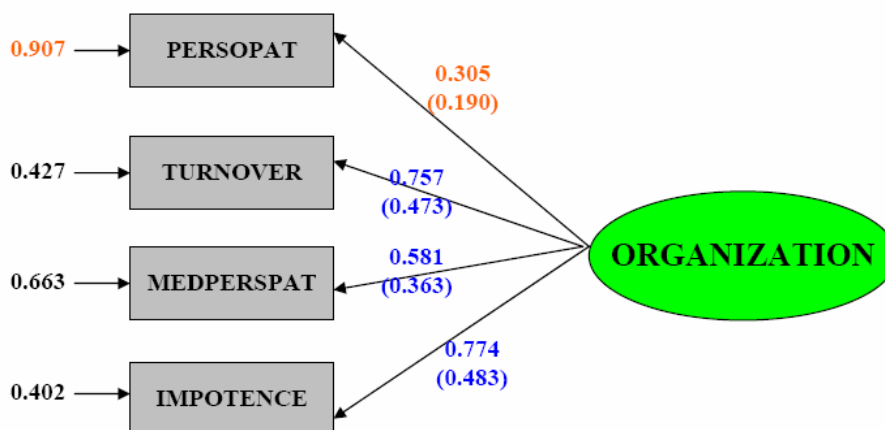 0.907
PERSOPAT
0.305
(0.190)
0.427
TURNOVER
0.757
(0.473)
ORGANIZATION
0.663
MEDPERSPAT
0.581
(0.363)
0.402
IMPOTENCE
0.774
(0.483)